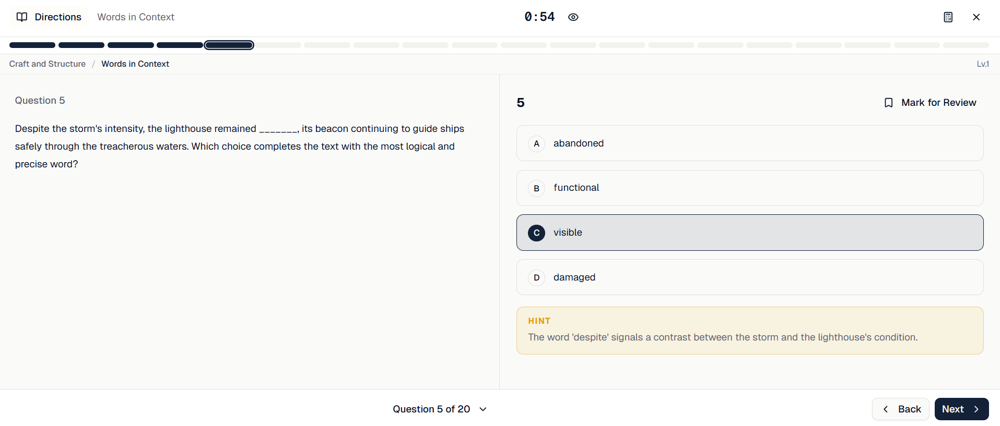 Directions Words in Context 0:54
Craft and Structure / Words in Context Lv.1
Question 5
Despite the storm's intensity, the lighthouse remained _______, its beacon continuing to guide ships
safely through the treacherous waters. Which choice completes the text with the most logical and
precise word?
5 Mark for Review
A abandoned
B functional
C visible
D damaged
HINT
The word 'despite' signals a contrast between the storm and the lighthouse's condition.
Question 5 of 20 Back Next